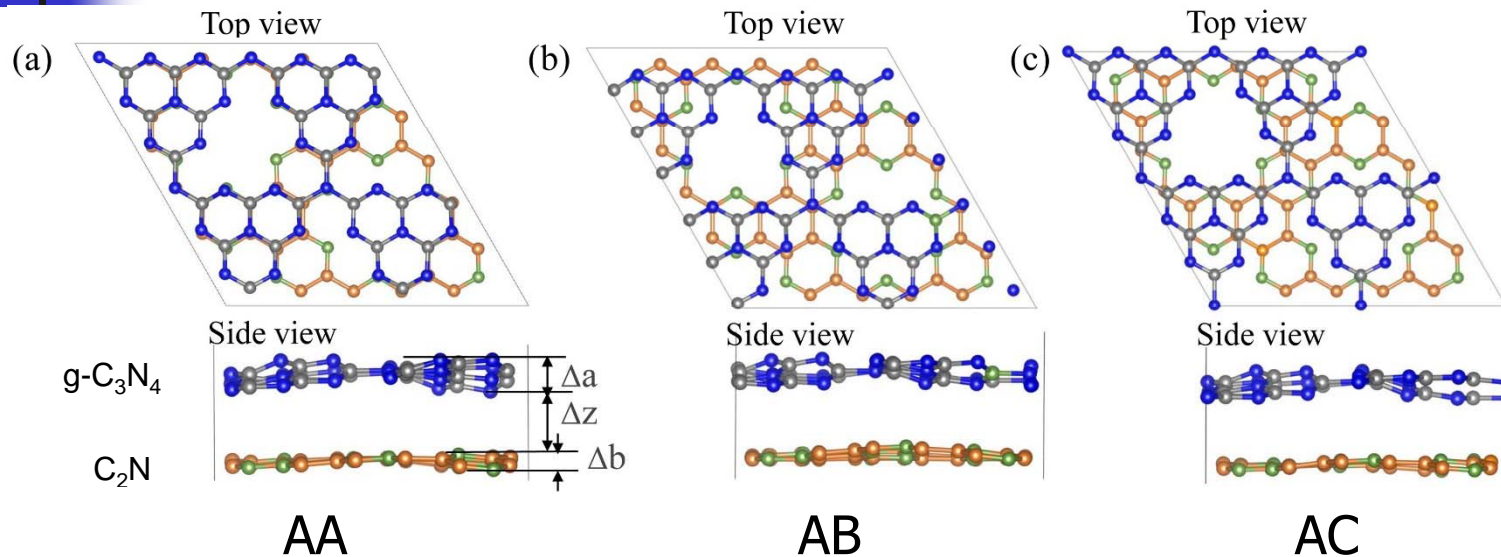 Top view
Top view
Top view
(a)
(b)
(c)
Side view
Side view
Side view
g-C₃N₄
Δa
Δz
C₂N
Δb
AA
AB
AC